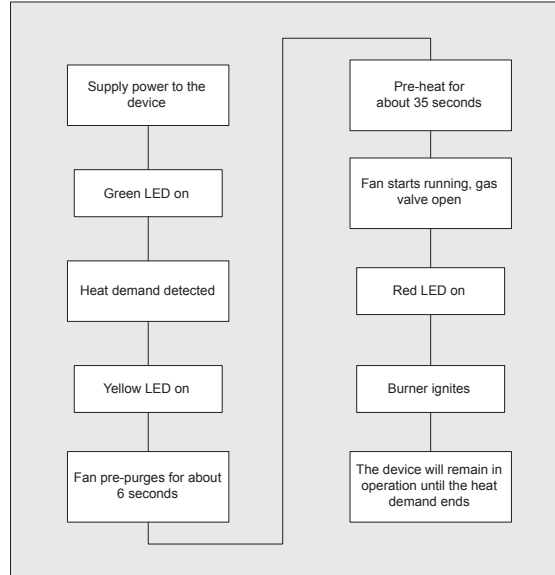 Supply power to the
device
Green LED on
Heat demand detected
Yellow LED on
Fan pre-purges for about
6 seconds
Pre-heat for
about 35 seconds
Fan starts running, gas
valve open
Red LED on
Burner ignites
The device will remain in
operation until the heat
demand ends